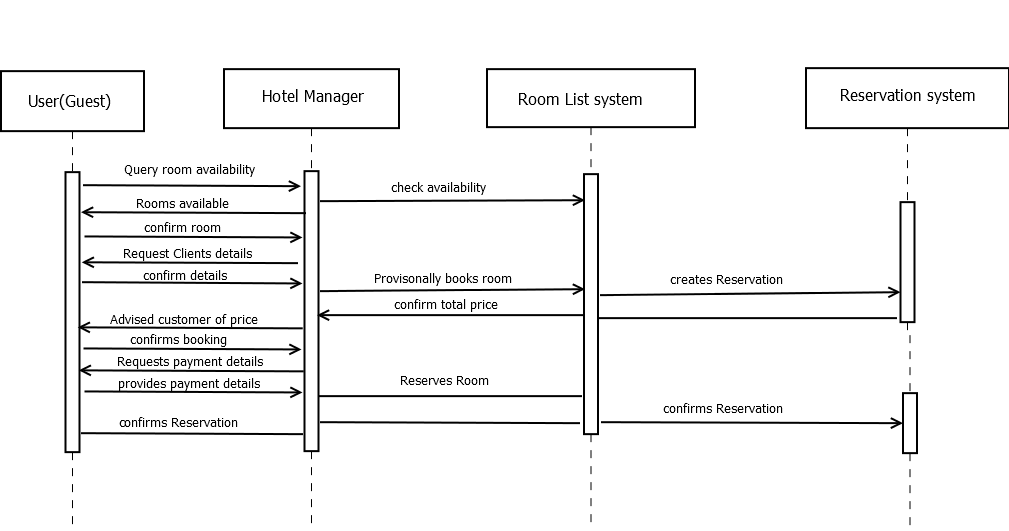 User(Guest)
Hotel Manager
Room List system
Reservation system
Query room availability
check availability
Rooms available
confirm room
Request Clients details
confirm details
Provisonally books room
creates Reservation
confirm total price
Advised customer of price
confirms booking
Requests payment details
provides payment details
Reserves Room
confirms Reservation
confirms Reservation